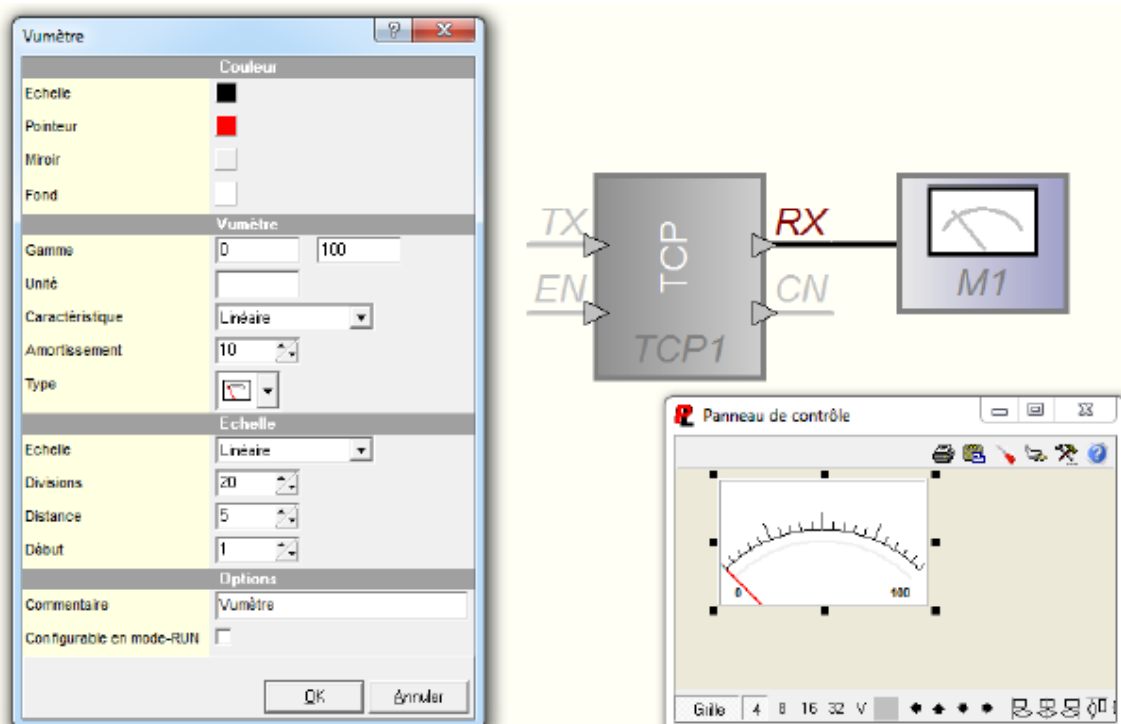 Vumètre
Couleur
Echelle
Pointeur
Miroir
Fond
Vumètre
Gamme 0 100
Unité
Caractéristique Linéaire
Amortissement 10
Type
Echelle
Echelle Linéaire
Divisions 20
Distance 5
Début 1
Options
Commentaire Vumètre
Configurable en mode-RUN
OK Annuler
TX TCP RX
EN CN
TCP1
M1
Panneau de contrôle
0 100
Grille 4 8 16 32 V